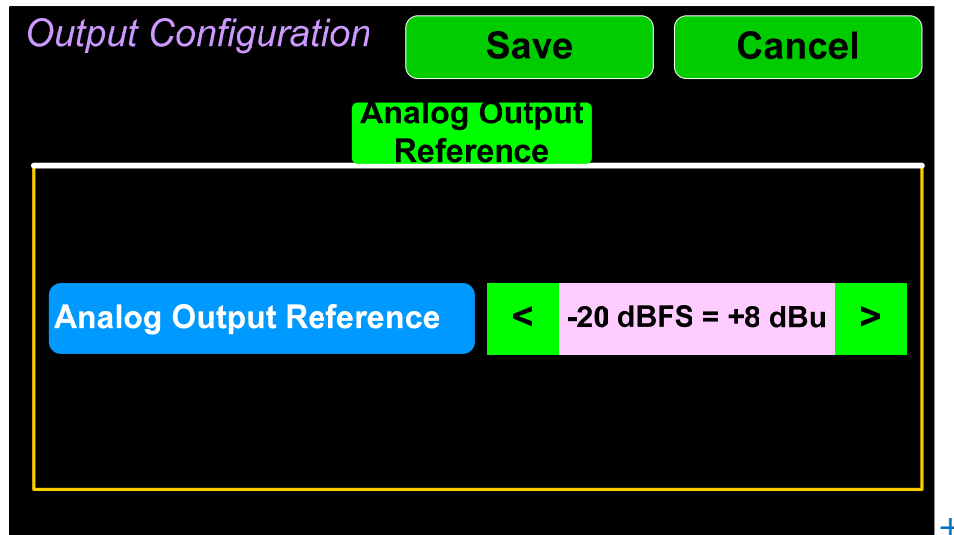 Output Configuration
Save
Cancel
Analog Output
Reference
Analog Output Reference
<
-20 dBFS = +8 dBu
>